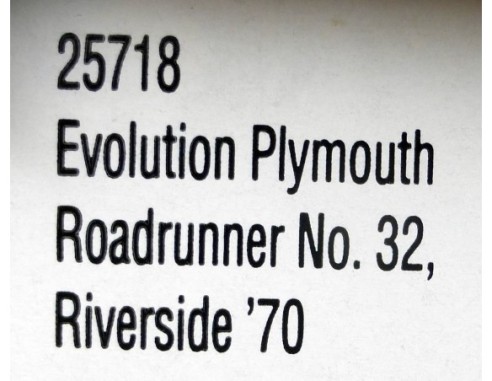 25718
Evolution Plymouth
Roadrunner No. 32,
Riverside '70